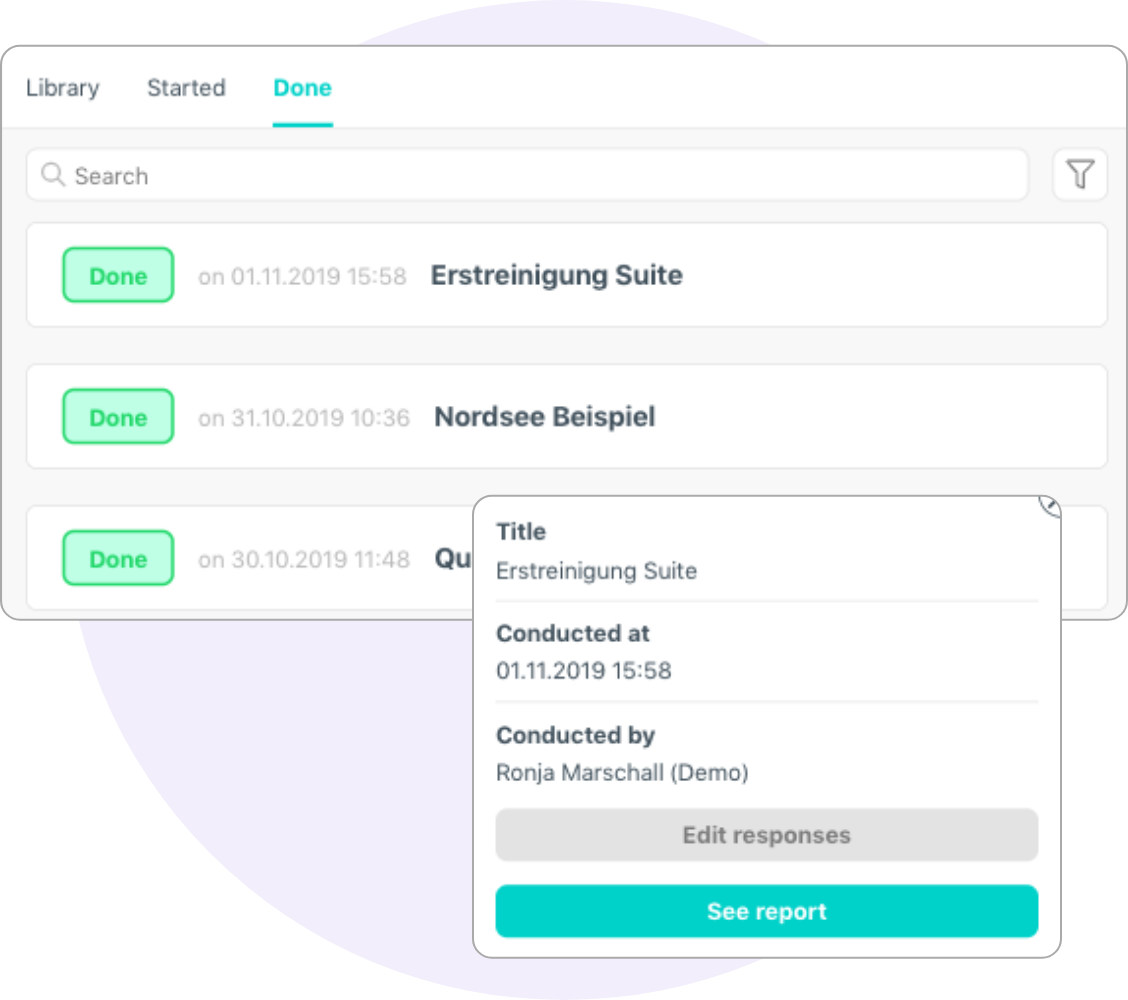 Library Started Done
Search
Done on 01.11.2019 15:58 Erstreinigung Suite
Done on 31.10.2019 10:36 Nordsee Beispiel
Done on 30.10.2019 11:48 Qu
Title
Erstreinigung Suite
Conducted at
01.11.2019 15:58
Conducted by
Ronja Marschall (Demo)
Edit responses
See report